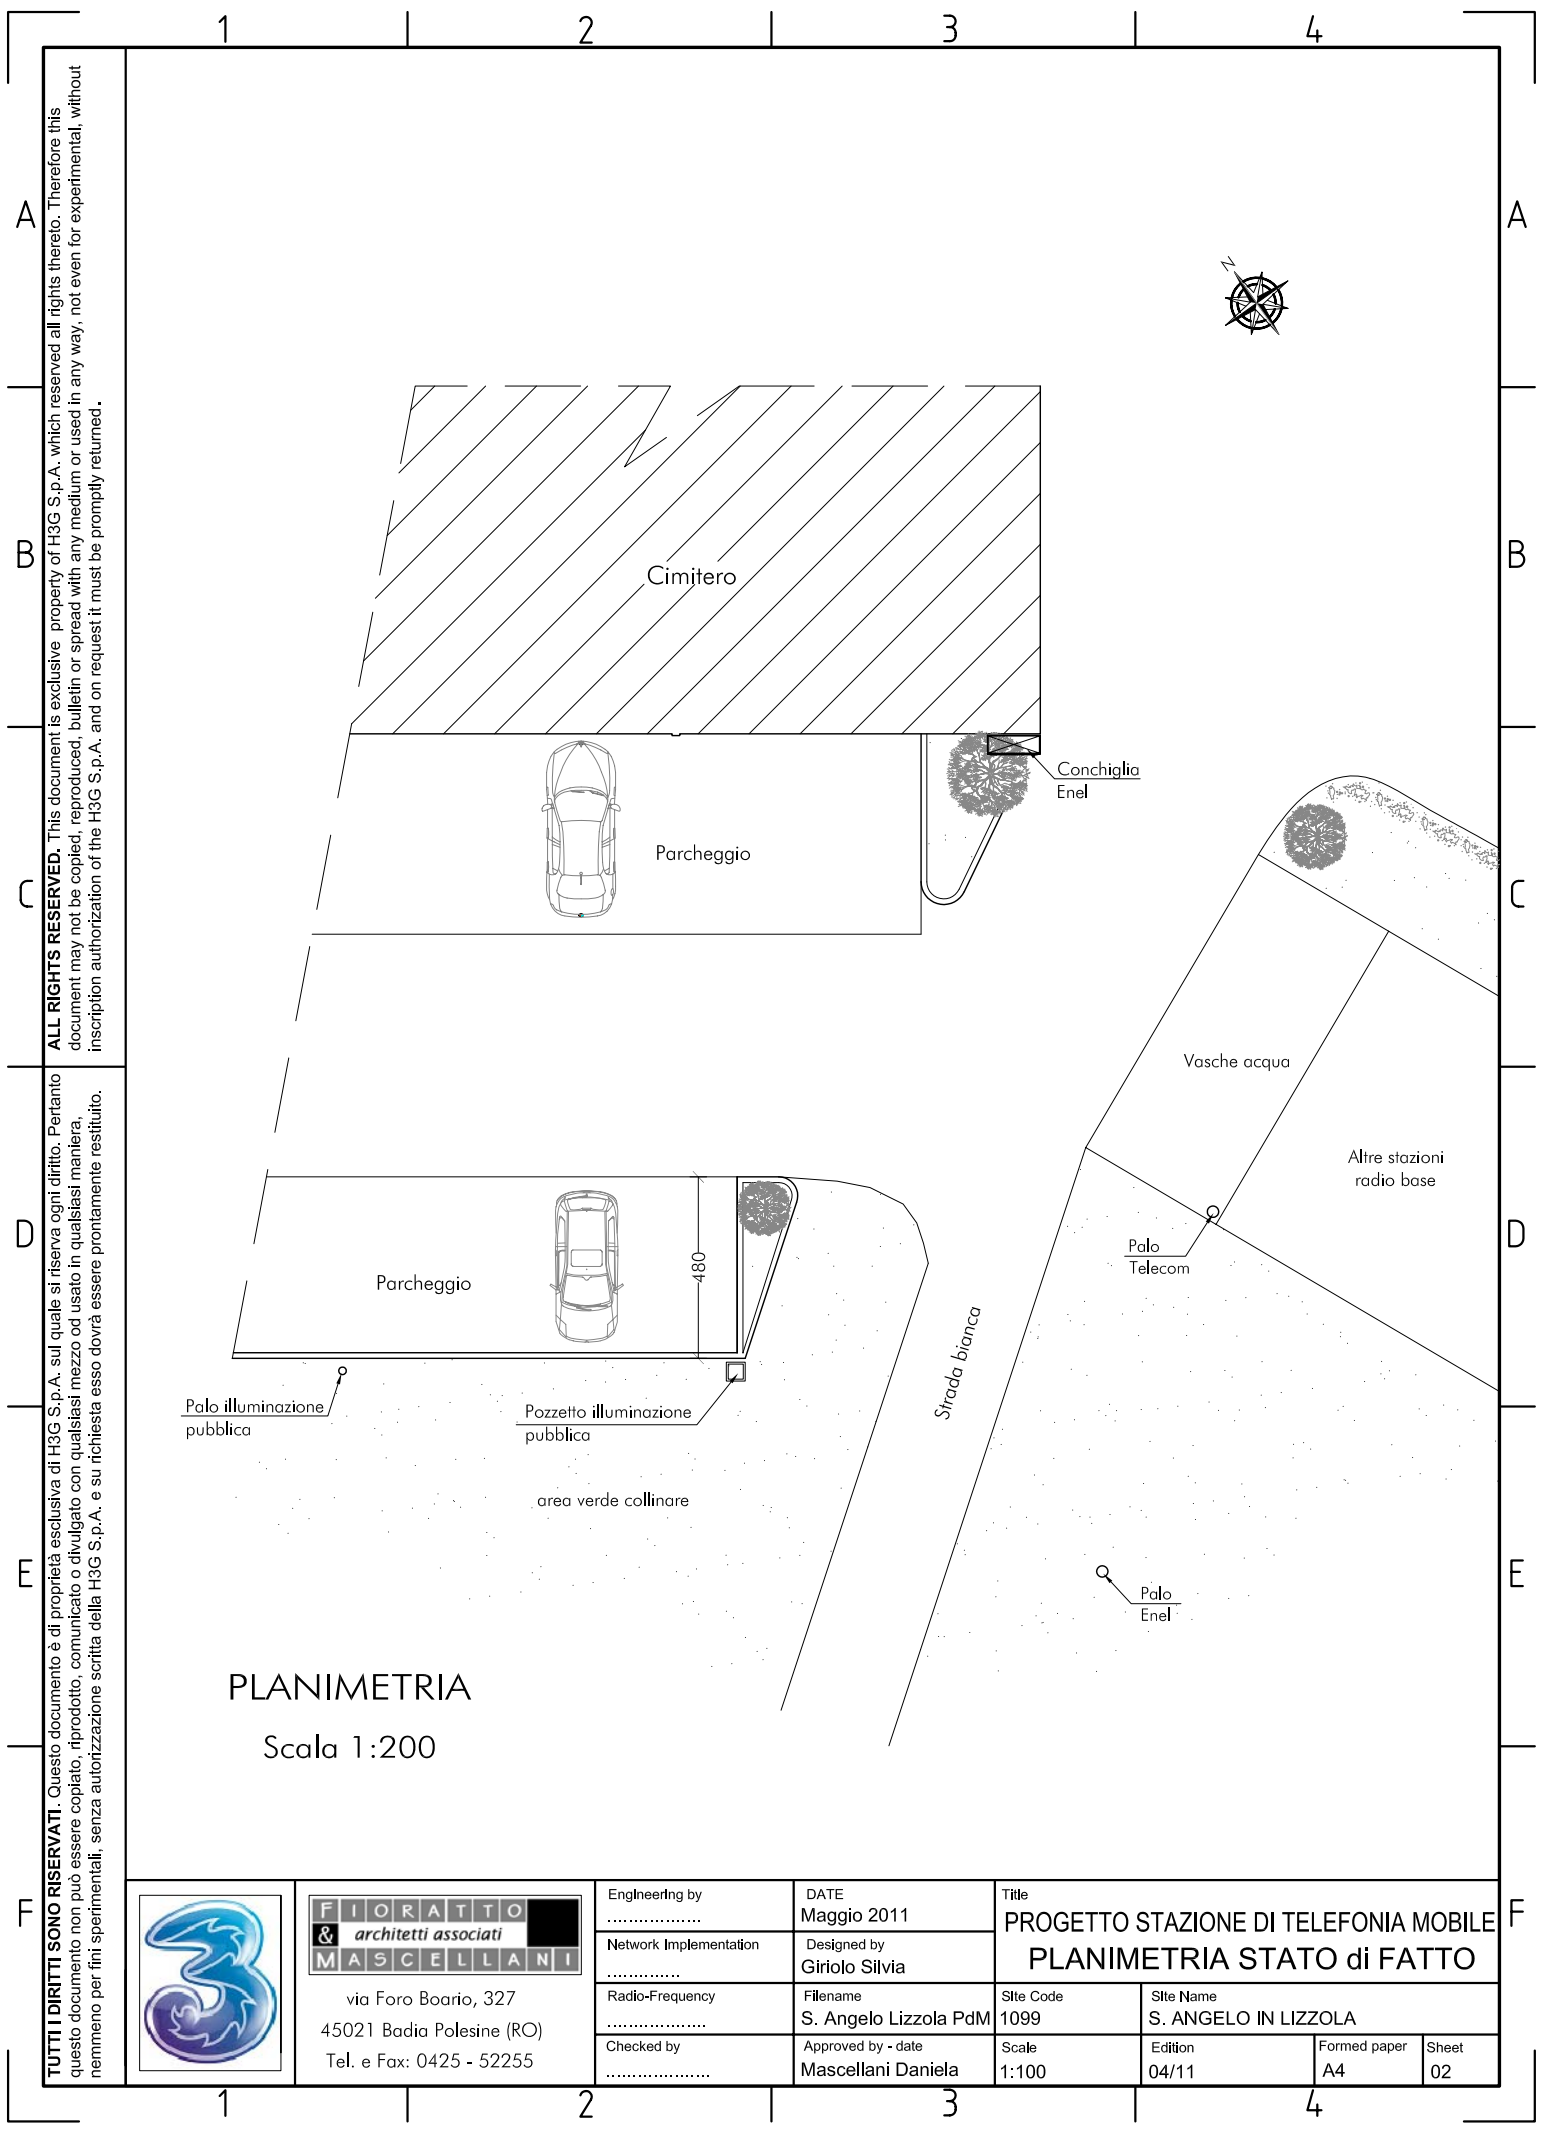 1 2 3 4
A A
B B
C C
D D
E E
F F
ALL RIGHTS RESERVED. This document is exclusive property of H3G S.p.A. which reserved all rights thereto. Therefore this
document may not be copied, reproduced, bulletin or spread with any medium or used in any way, not even for experimental, without
inscription authorization of the H3G S.p.A. and on request it must be promptly returned.
TUTTI I DIRITTI SONO RISERVATI. Questo documento è di proprietà esclusiva di H3G S.p.A. sul quale si riserva ogni diritto. Pertanto
questo documento non può essere copiato, riprodotto, comunicato o divulgato con qualsiasi mezzo od usato in qualsiasi maniera,
nemmeno per fini sperimentali, senza autorizzazione scritta della H3G S.p.A. e su richiesta esso dovrà essere prontamente restituito.
N
Cimitero
Conchiglia
Enel
Parcheggio
Vasche acqua
Altre stazioni
radio base
Palo
Telecom
480
Parcheggio
Strada bianca
Palo illuminazione
pubblica
Pozzetto illuminazione
pubblica
area verde collinare
Palo
Enel
PLANIMETRIA
Scala 1:200
3
FIORATTO
& architetti associati
MASCELLANI
via Foro Boario, 327
45021 Badia Polesine (RO)
Tel. e Fax: 0425 - 52255
Engineering by
..................
Network Implementation
..............
Radio-Frequency
...................
Checked by
....................
DATE
Maggio 2011
Designed by
Giriolo Silvia
Filename
S. Angelo Lizzola PdM
Approved by - date
Mascellani Daniela
Title
PROGETTO STAZIONE DI TELEFONIA MOBILE
PLANIMETRIA STATO di FATTO
Site Code
1099
Site Name
S. ANGELO IN LIZZOLA
Scale
1:100
Edition
04/11
Formed paper
A4
Sheet
02
1 2 3 4